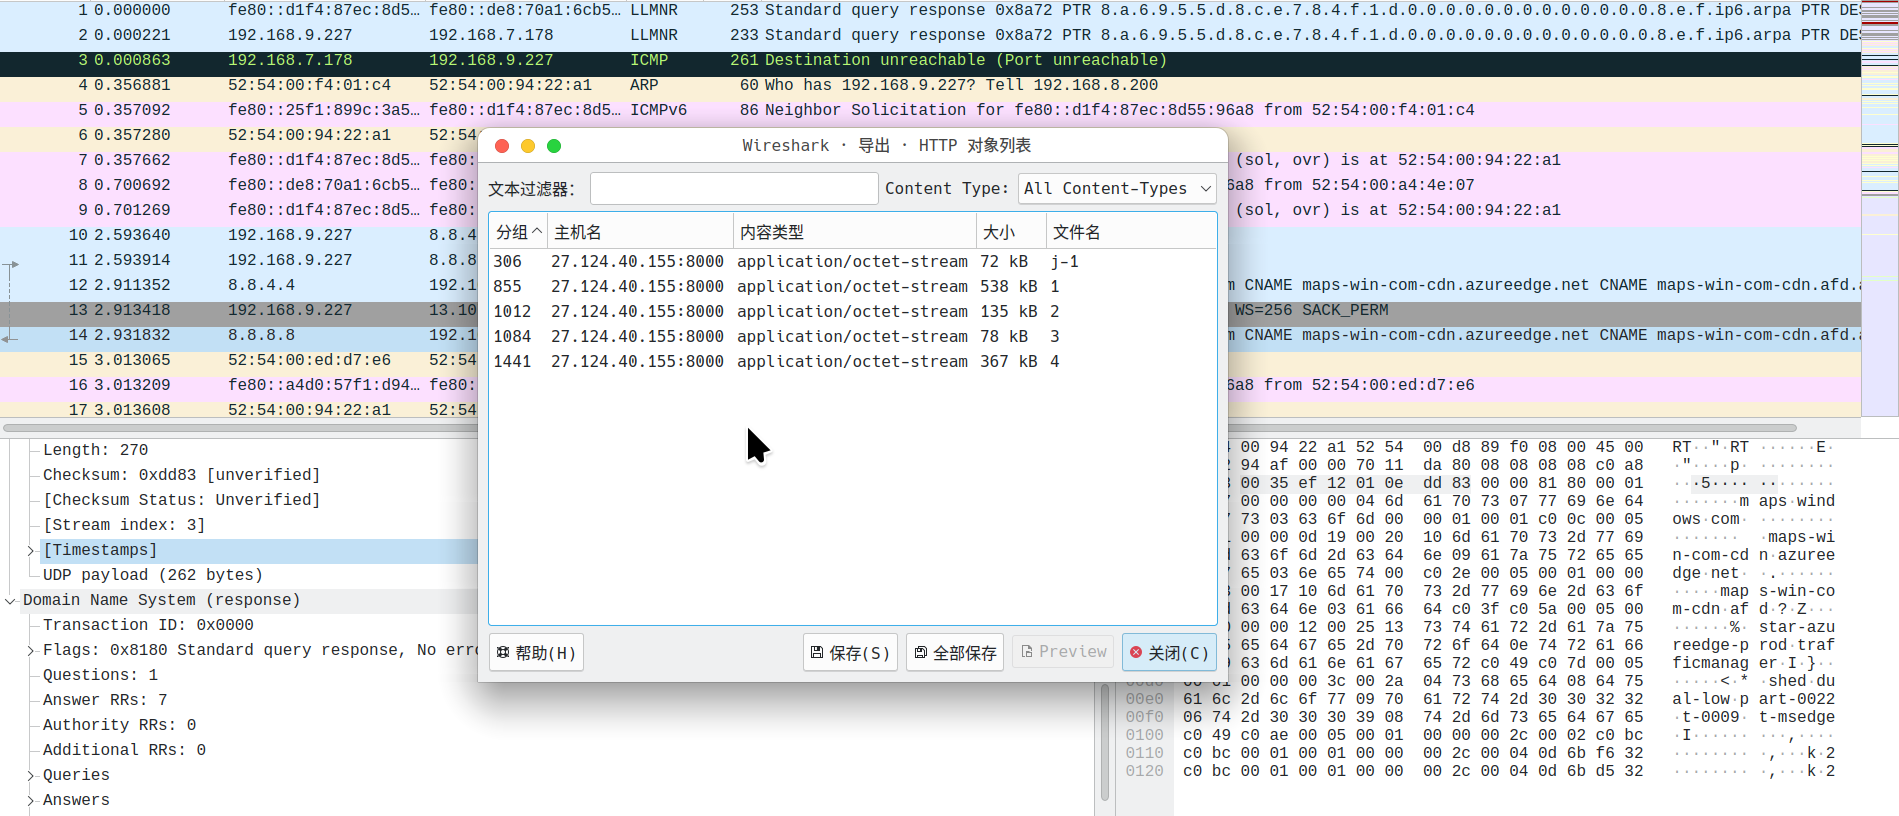 1 0.000000 fe80::d1f4:87ec:8d5… fe80::de8:70a1:6cb5… LLMNR 253 Standard query response 0x8a72 PTR 8.a.6.9.5.5.d.8.c.e.7.8.4.f.1.d.0.0.0.0.0.0.0.0.0.0.0.0.0.8.e.f.ip6.arpa PTR DES
2 0.000221 192.168.9.227 192.168.7.178 LLMNR 233 Standard query response 0x8a72 PTR 8.a.6.9.5.5.d.8.c.e.7.8.4.f.1.d.0.0.0.0.0.0.0.0.0.0.0.0.0.8.e.f.ip6.arpa PTR DES
3 0.000863 192.168.7.178 192.168.9.227 ICMP 261 Destination unreachable (Port unreachable)
4 0.356881 52:54:00:f4:01:c4 52:54:00:94:22:a1 ARP 60 Who has 192.168.9.227? Tell 192.168.8.200
5 0.357092 fe80::25f1:899c:3a5… fe80::d1f4:87ec:8d5… ICMPv6 86 Neighbor Solicitation for fe80::d1f4:87ec:8d55:96a8 from 52:54:00:f4:01:c4
6 0.357280 52:54:00:94:22:a1 52:54
7 0.357662 fe80::d1f4:87ec:8d5… fe80: (sol, ovr) is at 52:54:00:94:22:a1
8 0.700692 fe80::de8:70a1:6cb5… fe80: 6a8 from 52:54:00:a4:4e:07
9 0.701269 fe80::d1f4:87ec:8d5… fe80: (sol, ovr) is at 52:54:00:94:22:a1
10 2.593640 192.168.9.227 8.8.4
11 2.593914 192.168.9.227 8.8.8
12 2.911352 8.8.4.4 192.1 m CNAME maps-win-com-cdn.azureedge.net CNAME maps-win-com-cdn.afd.a
13 2.913418 192.168.9.227 13.10 WS=256 SACK_PERM
14 2.931832 8.8.8.8 192.1 m CNAME maps-win-com-cdn.azureedge.net CNAME maps-win-com-cdn.afd.a
15 3.013065 52:54:00:ed:d7:e6 52:54
16 3.013209 fe80::a4d0:57f1:d94… fe80: 6a8 from 52:54:00:ed:d7:e6
17 3.013608 52:54:00:94:22:a1 52:54
Wireshark · 导出 · HTTP 对象列表
文本过滤器: Content Type: All Content-Types
分组 主机名 内容类型 大小 文件名
306 27.124.40.155:8000 application/octet-stream 72 kB j-1
855 27.124.40.155:8000 application/octet-stream 538 kB 1
1012 27.124.40.155:8000 application/octet-stream 135 kB 2
1084 27.124.40.155:8000 application/octet-stream 78 kB 3
1441 27.124.40.155:8000 application/octet-stream 367 kB 4
帮助(H) 保存(S) 全部保存 Preview 关闭(C)
Length: 270
Checksum: 0xdd83 [unverified]
[Checksum Status: Unverified]
[Stream index: 3]
[Timestamps]
UDP payload (262 bytes)
Domain Name System (response)
Transaction ID: 0x0000
Flags: 0x8180 Standard query response, No erro
Questions: 1
Answer RRs: 7
Authority RRs: 0
Additional RRs: 0
Queries
Answers
00 94 22 a1 52 54 00 d8 89 f0 08 00 45 00 RT··"·RT ······E·
94 af 00 00 70 11 da 80 08 08 08 08 c0 a8 ·"····p· ········
00 35 ef 12 01 0e dd 83 00 00 81 80 00 01 ···5···· ········
00 00 00 00 04 6d 61 70 73 07 77 69 6e 64 ·······m aps·wind
73 03 63 6f 6d 00 00 01 00 01 c0 0c 00 05 ows·com· ········
00 00 0d 19 00 20 10 6d 61 70 73 2d 77 69 ······· ·maps-wi
63 6f 6d 2d 63 64 6e 09 61 7a 75 72 65 65 n-com-cd n·azuree
65 03 6e 65 74 00 c0 2e 00 05 00 01 00 00 dge·net· ·.······
00 17 10 6d 61 70 73 2d 77 69 6e 2d 63 6f ·····map s-win-co
63 64 6e 03 61 66 64 c0 3f c0 5a 00 05 00 m-cdn·af d·?·Z···
00 00 12 00 25 13 73 74 61 72 2d 61 7a 75 ······%· star-azu
65 64 67 65 2d 70 72 6f 64 0e 74 72 61 66 reedge-p rod·traf
63 6d 61 6e 61 67 65 72 c0 49 c0 7d 00 05 ficmanag er·I·}··
00 00 00 3c 00 2a 04 73 68 65 64 08 64 75 ·····<·* ·shed·du
00e0 61 6c 2d 6c 6f 77 09 70 61 72 74 2d 30 30 32 32 al-low·p art-0022
00f0 06 74 2d 30 30 30 39 08 74 2d 6d 73 65 64 67 65 ·t-0009· t-msedge
0100 c0 49 c0 ae 00 05 00 01 00 00 00 2c 00 02 c0 bc ·I······ ···,····
0110 c0 bc 00 01 00 01 00 00 00 2c 00 04 0d 6b f6 32 ········ ·,···k·2
0120 c0 bc 00 01 00 01 00 00 00 2c 00 04 0d 6b d5 32 ········ ·,···k·2